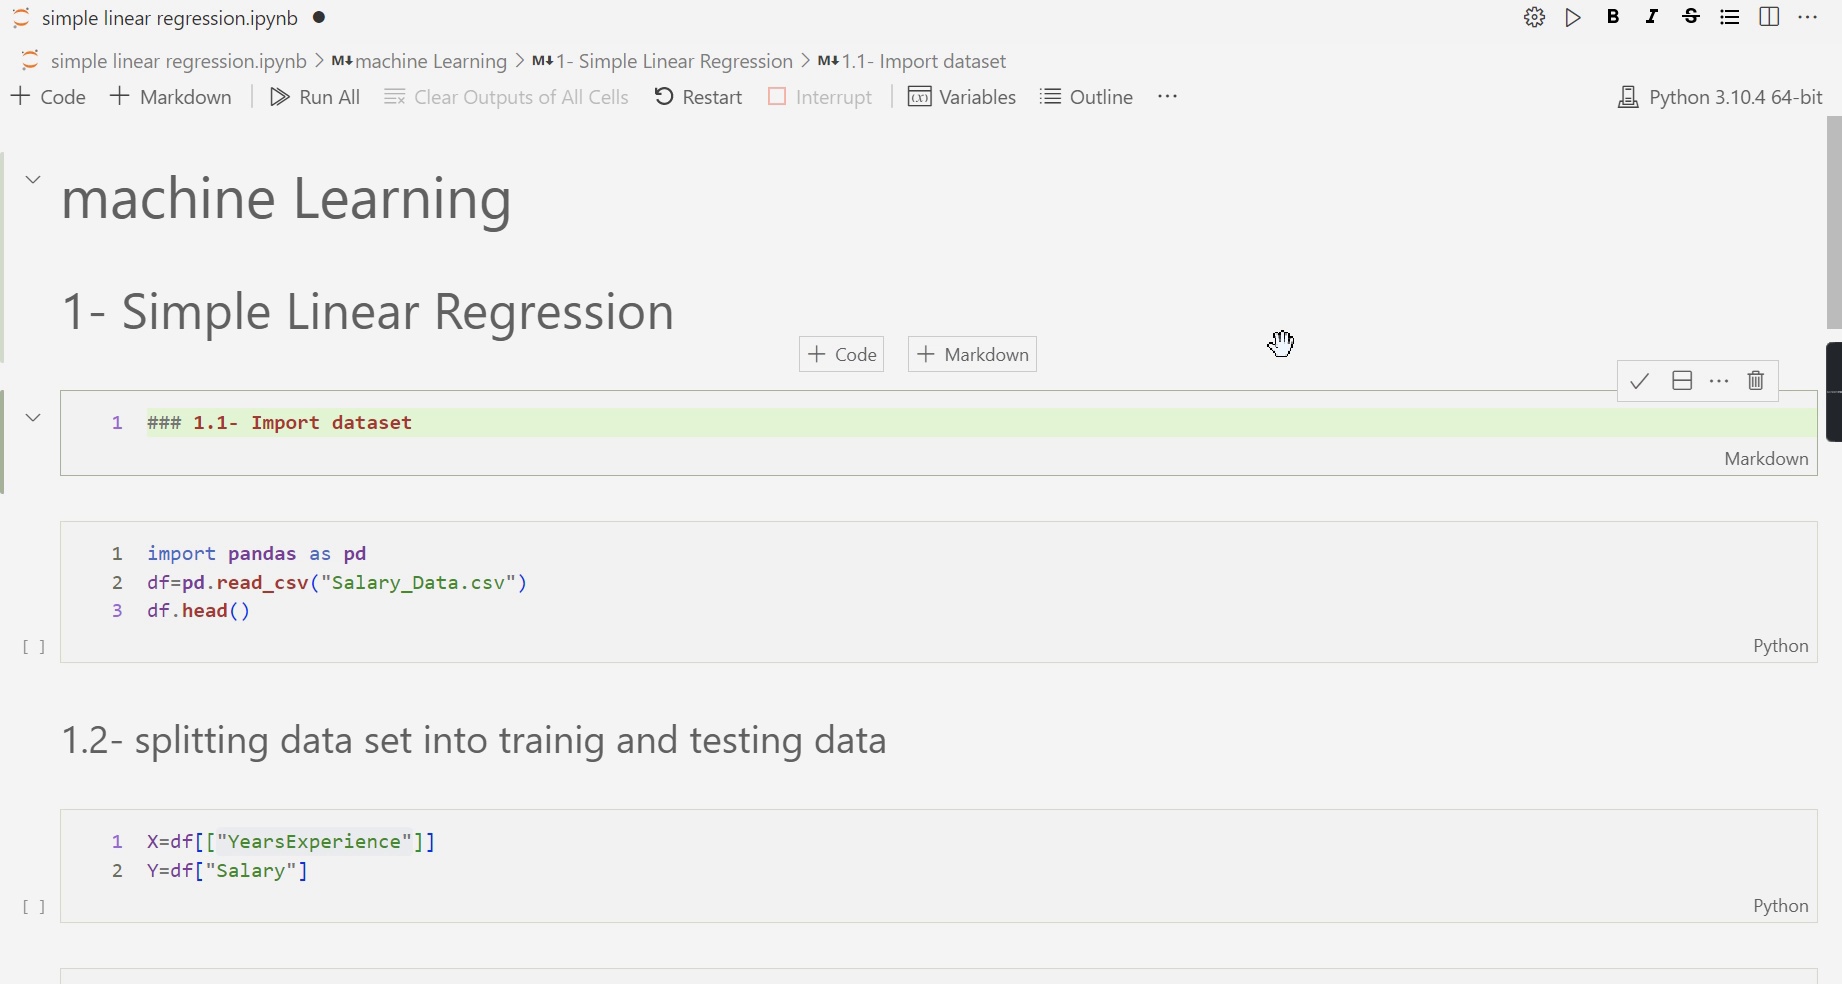 simple linear regression.ipynb
simple linear regression.ipynb > M↓machine Learning > M↓1- Simple Linear Regression > M↓1.1- Import dataset
+ Code + Markdown Run All Clear Outputs of All Cells Restart Interrupt Variables Outline ... Python 3.10.4 64-bit
machine Learning
1- Simple Linear Regression
+ Code + Markdown
1 ### 1.1- Import dataset
Markdown
1 import pandas as pd
2 df=pd.read_csv("Salary_Data.csv")
3 df.head()
[ ] Python
1.2- splitting data set into trainig and testing data
1 X=df[["YearsExperience"]]
2 Y=df["Salary"]
[ ] Python